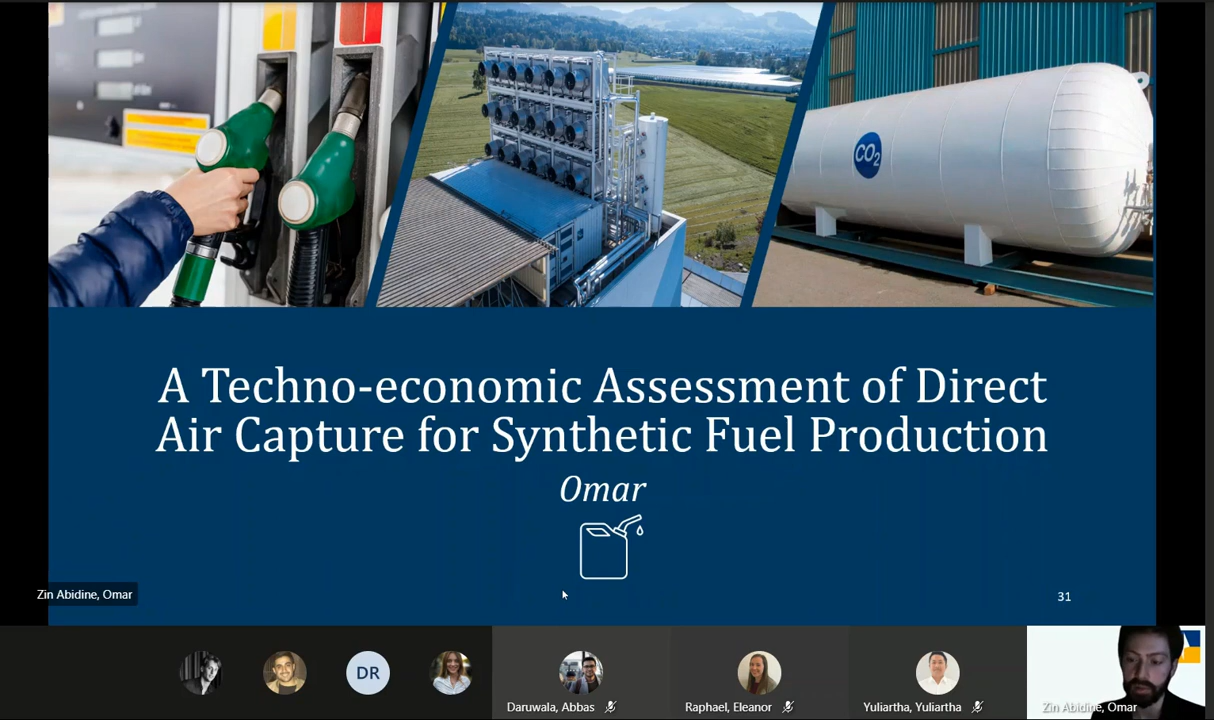 CO2
A Techno-economic Assessment of Direct
Air Capture for Synthetic Fuel Production
Omar
Zin Abidine, Omar
31
DR
Daruwala, Abbas
Raphael, Eleanor
Yuliartha, Yuliartha
Zin Abidine, Omar